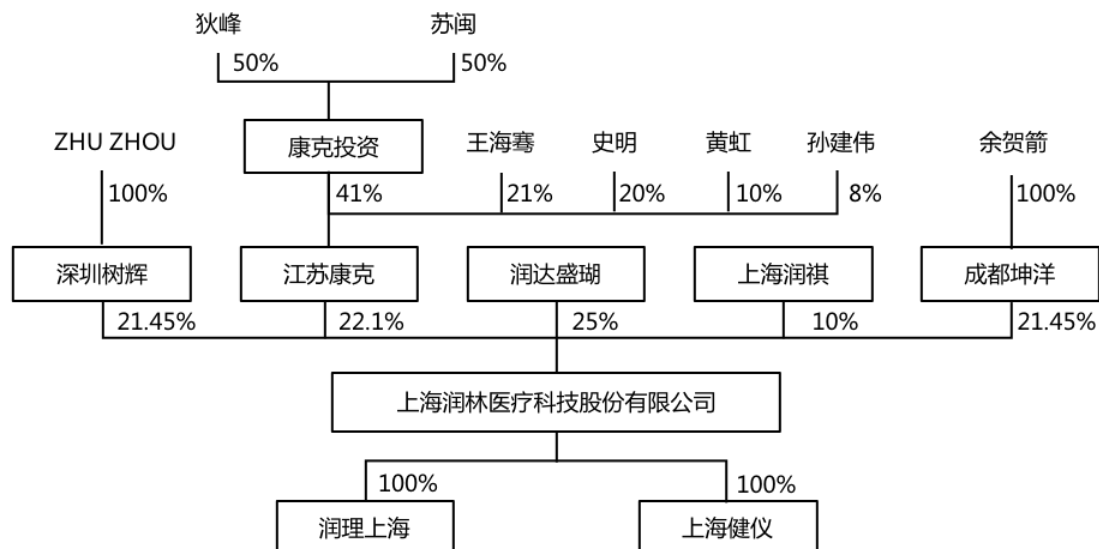 狄峰 苏闽
50% 50%
ZHU ZHOU 康克投资 王海骞 史明 黄虹 孙建伟 余贺箭
100% 41% 21% 20% 10% 8% 100%
深圳树辉 江苏康克 润达盛瑚 上海润祺 成都坤洋
21.45% 22.1% 25% 10% 21.45%
上海润林医疗科技股份有限公司
100% 100%
润理上海 上海健仪